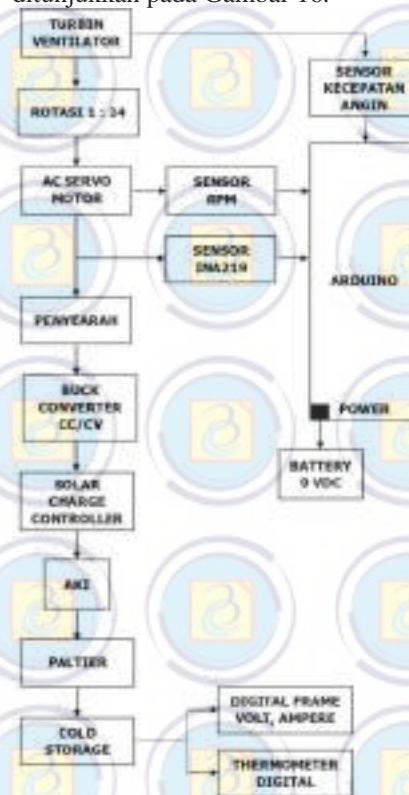 ditunjukkan pada Gambar 16.
TURBIN
VENTILATOR
SENSOR
KECEPATAN
ANGIN
ROTASI 1 : 24
AC SERVO
MOTOR
SENSOR
RPM
SENSOR
INA219
ARDUINO
PENYEARAH
BUCK
CONVERTER
CC/CV
POWER
BATTERY
9 VDC
SOLAR
CHARGE
CONTROLLER
AKI
PALTIER
DIGITAL FRAME
VOLT, AMPERE
COLD
STORAGE
THERMOMETER
DIGITAL